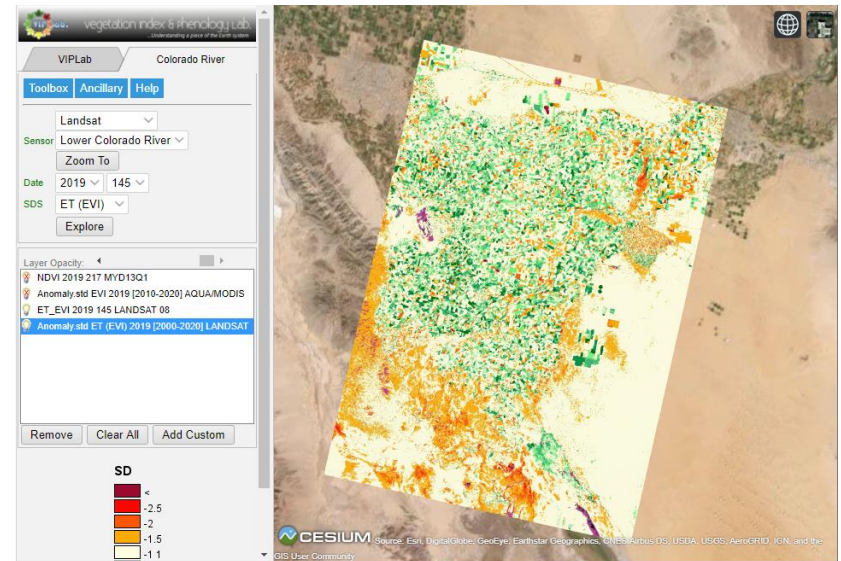 VIPLAB. vegetation index & phenology Lab.
...Understanding a piece of the Earth system
VIPLab Colorado River
Toolbox Ancillary Help
Landsat
Sensor Lower Colorado River
Zoom To
Date 2019 145
SDS ET (EVI)
Explore
Layer Opacity:
NDVI 2019 217 MYD13Q1
Anomaly.std EVI 2019 [2010-2020] AQUA/MODIS
ET_EVI 2019 145 LANDSAT 08
Anomaly.std ET (EVI) 2019 [2000-2020] LANDSAT
Remove Clear All Add Custom
SD
<
-2.5
-2
-1.5
-1 1
CESIUM Source: Esri, DigitalGlobe, GeoEye, Earthstar Geographics, CNES/Airbus DS, USDA, USGS, AeroGRID, IGN, and the
GIS User Community